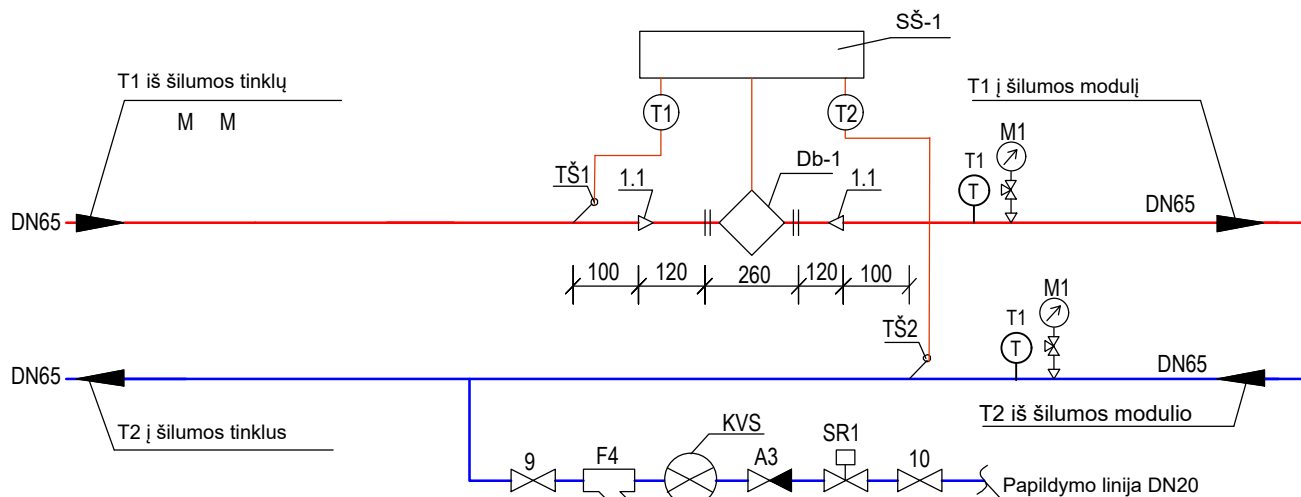 SŠ-1
T1 iš šilumos tinklų
M M
T1 T2
T1 į šilumos modulį
M1
TŠ1 1.1 Db-1 1.1 T1
T
DN65 DN65
100 120 260 120 100
M1
TŠ2 T1
T
DN65 DN65
T2 į šilumos tinklus
T2 iš šilumos modulio
KVS
9 F4 A3 SR1 10
Papildymo linija DN20